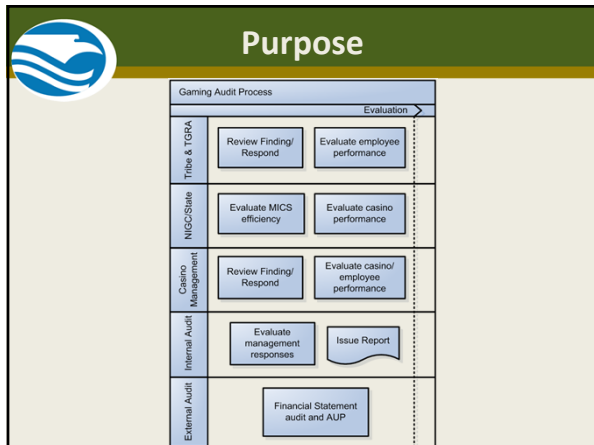 Purpose
Gaming Audit Process
Evaluation
Tribe & TGRA
Review Finding/
Respond
Evaluate employee
performance
NIGC/State
Evaluate MICS
efficiency
Evaluate casino
performance
Casino
Management
Review Finding/
Respond
Evaluate casino/
employee
performance
Internal Audit
Evaluate
management
responses
Issue Report
External Audit
Financial Statement
audit and AUP